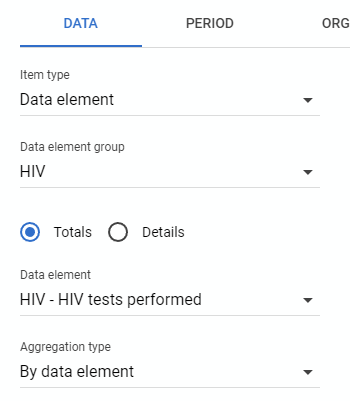 DATA PERIOD ORG
Item type
Data element
Data element group
HIV
Totals Details
Data element
HIV - HIV tests performed
Aggregation type
By data element